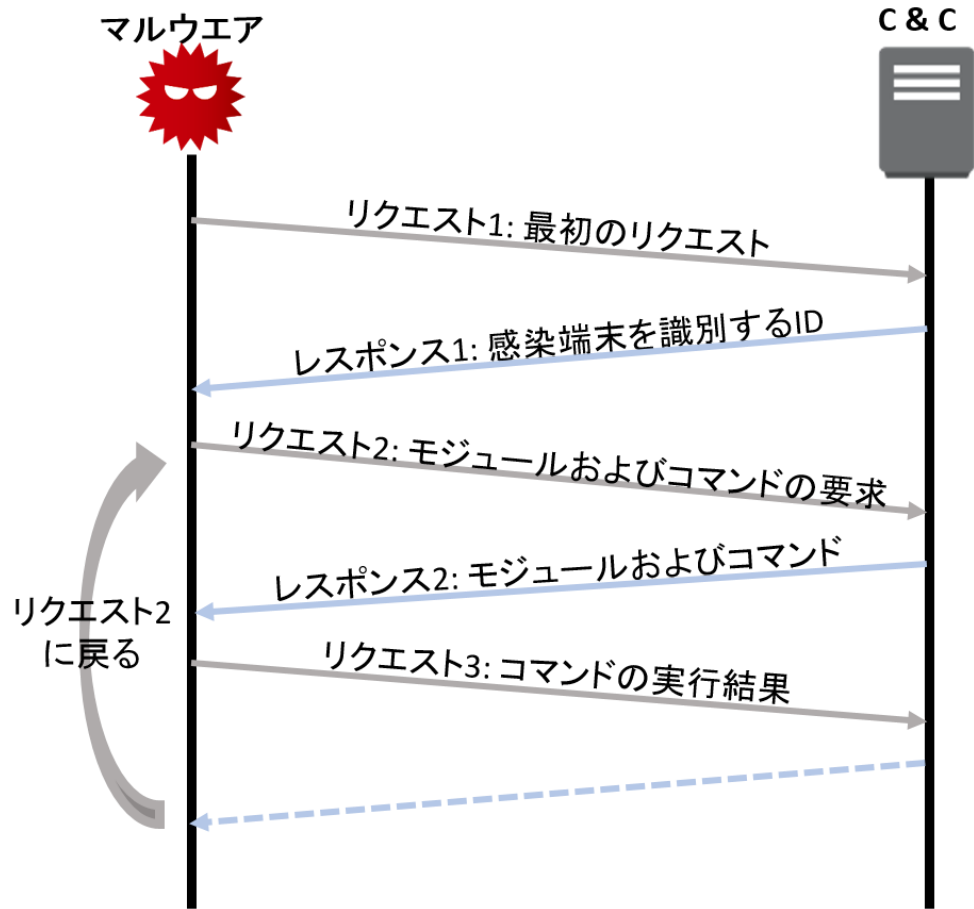 マルウエア
C & C
リクエスト1: 最初のリクエスト
レスポンス1: 感染端末を識別するID
リクエスト2: モジュールおよびコマンドの要求
レスポンス2: モジュールおよびコマンド
リクエスト2
に戻る
リクエスト3: コマンドの実行結果